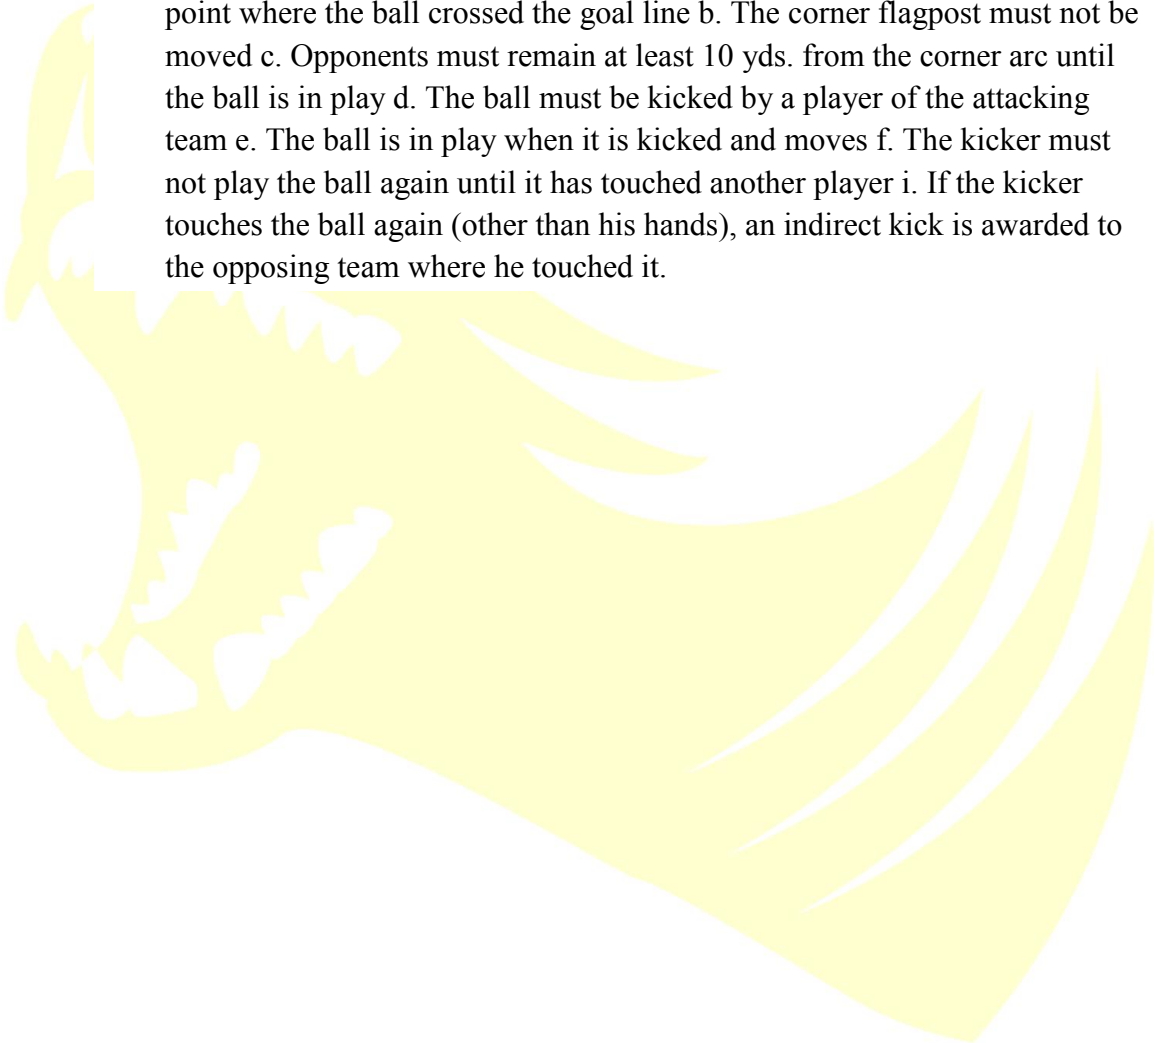 point where the ball crossed the goal line b. The corner flagpost must not be
moved c. Opponents must remain at least 10 yds. from the corner arc until
the ball is in play d. The ball must be kicked by a player of the attacking
team e. The ball is in play when it is kicked and moves f. The kicker must
not play the ball again until it has touched another player i. If the kicker
touches the ball again (other than his hands), an indirect kick is awarded to
the opposing team where he touched it.